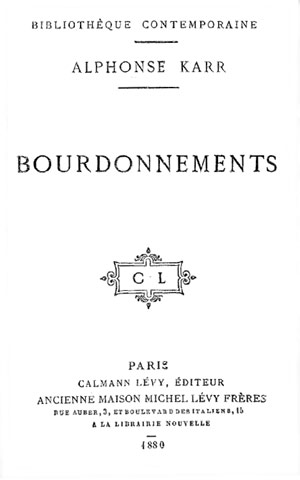 BIBLIOTHÈQUE CONTEMPORAINE
ALPHONSE KARR
BOURDONNEMENTS
C · L
PARIS
CALMANN LÉVY, ÉDITEUR
ANCIENNE MAISON MICHEL LÉVY FRÈRES
RUE AUBER, 3, ET BOULEVARD DES ITALIENS, 15
A LA LIBRAIRIE NOUVELLE
1880